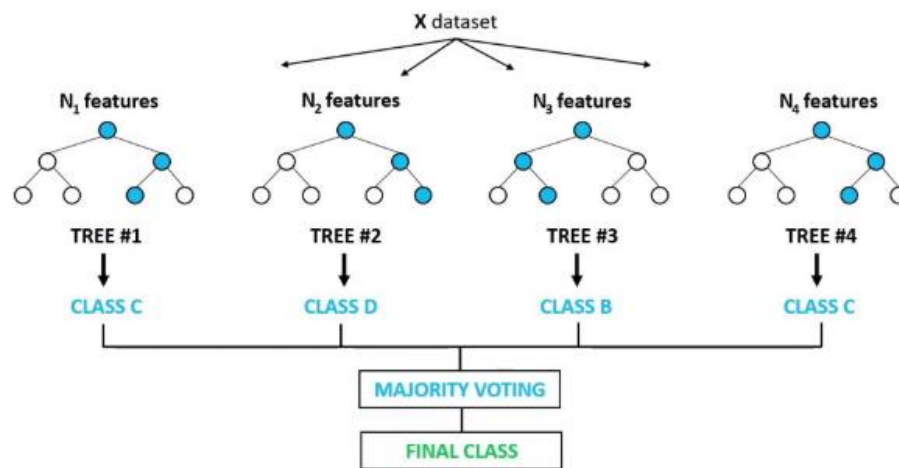 X dataset
N₁ features N₂ features N₃ features N₄ features
TREE #1 TREE #2 TREE #3 TREE #4
CLASS C CLASS D CLASS B CLASS C
MAJORITY VOTING
FINAL CLASS